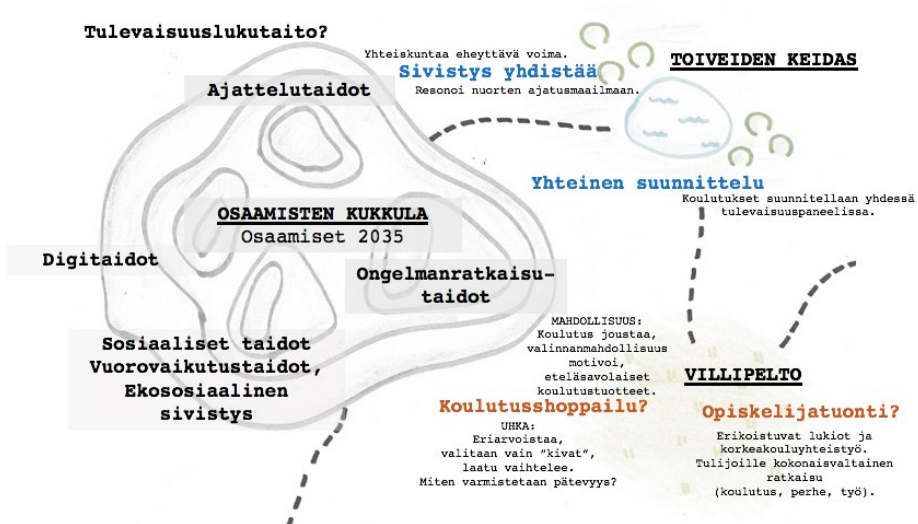 Tulevaisuuslukutaito?
Yhteiskuntaa eheyttävä voima.
Sivistys yhdistää
Resonoi nuorten ajatusmaailmaan.
TOIVEIDEN KEIDAS
Ajattelutaidot
Yhteinen suunnittelu
Koulutukset suunnitellaan yhdessä
tulevaisuuspaneelissa.
OSAAMISTEN KUKKULA
Osaamiset 2035
Digitaidot
Ongelmanratkaisu-
taidot
Sosiaaliset taidot
Vuorovaikutustaidot,
Ekososiaalinen
sivistys
MAHDOLLISUUS:
Koulutus joustaa,
valinnanmahdollisuus
motivoi,
eteläsavolaiset
koulutustuotteet.
Koulutusshoppailu?
UHKA:
Eriarvoistaa,
valitaan vain "kivat",
laatu vaihtelee.
Miten varmistetaan pätevyys?
VILLIPELTO
Opiskelijatuonti?
Erikoistuvat lukiot ja
korkeakouluyhteistyö.
Tulijoille kokonaisvaltainen
ratkaisu
(koulutus, perhe, työ).